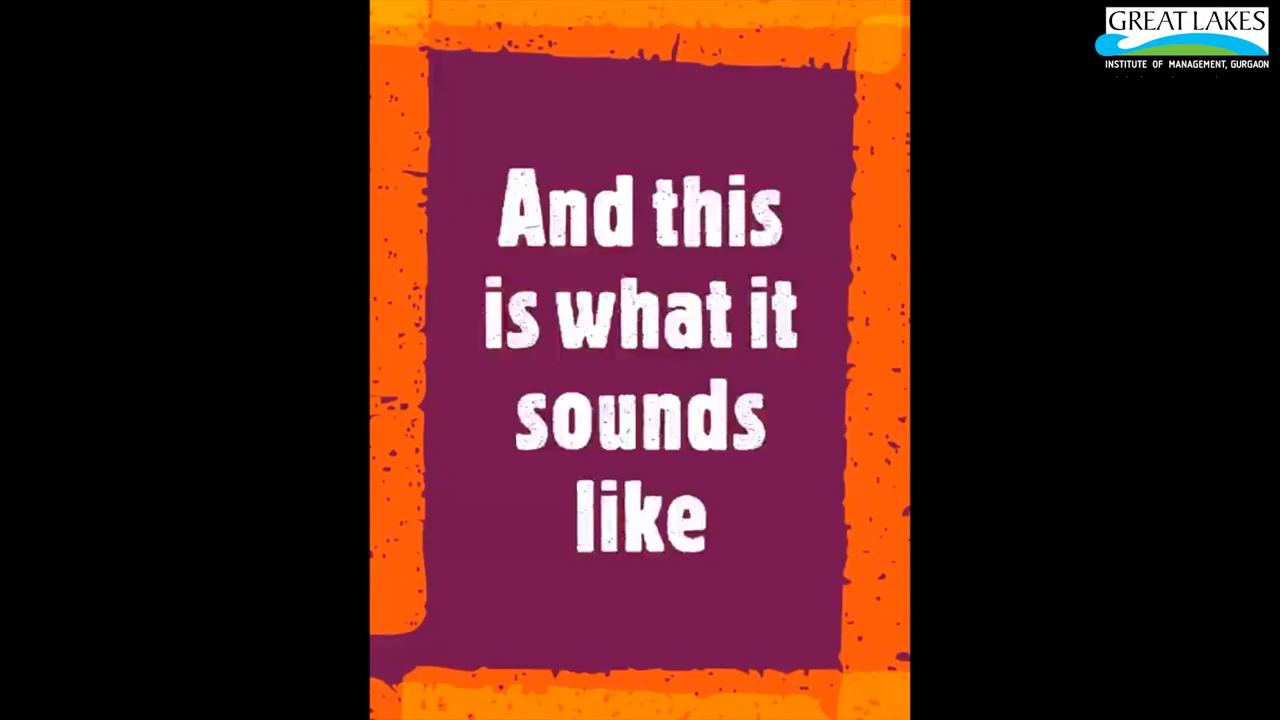 GREAT LAKES
INSTITUTE OF MANAGEMENT, GURGAON
And this
is what it
sounds
like